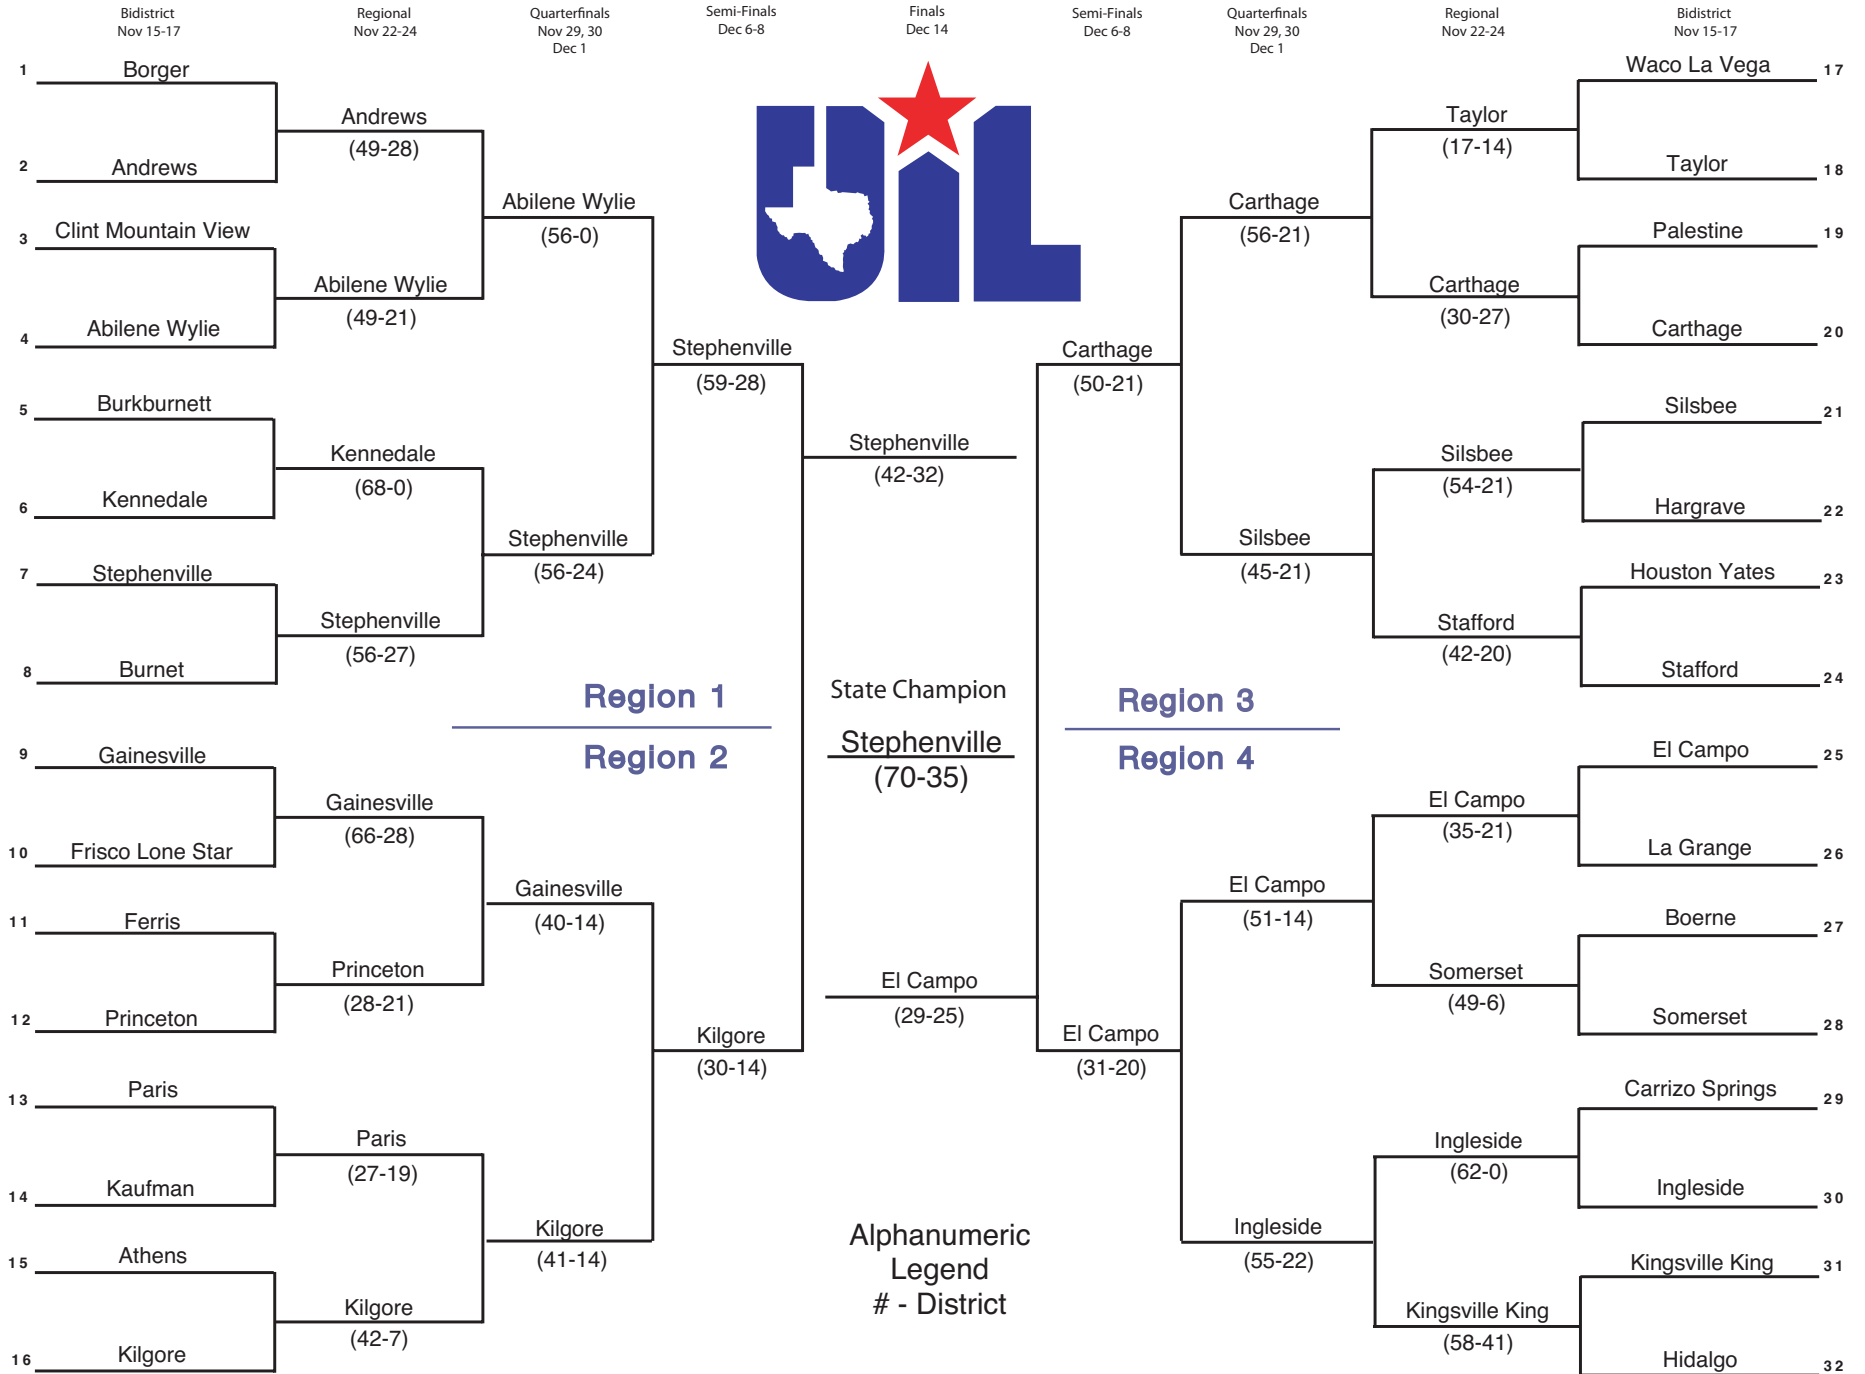 Bidistrict
Nov 15-17
Regional
Nov 22-24
Quarterfinals
Nov 29, 30
Dec 1
Semi-Finals
Dec 6-8
Finals
Dec 14
Semi-Finals
Dec 6-8
Quarterfinals
Nov 29, 30
Dec 1
Regional
Nov 22-24
Bidistrict
Nov 15-17
UIL
1 Borger
2 Andrews
3 Clint Mountain View
4 Abilene Wylie
5 Burkburnett
6 Kennedale
7 Stephenville
8 Burnet
9 Gainesville
10 Frisco Lone Star
11 Ferris
12 Princeton
13 Paris
14 Kaufman
15 Athens
16 Kilgore
Andrews
(49-28)
Abilene Wylie
(49-21)
Kennedale
(68-0)
Stephenville
(56-27)
Gainesville
(66-28)
Princeton
(28-21)
Paris
(27-19)
Kilgore
(42-7)
Abilene Wylie
(56-0)
Stephenville
(56-24)
Gainesville
(40-14)
Kilgore
(41-14)
Region 1
Region 2
Stephenville
(59-28)
Kilgore
(30-14)
Stephenville
(42-32)
State Champion
Stephenville
(70-35)
El Campo
(29-25)
Alphanumeric
Legend
# - District
Carthage
(50-21)
El Campo
(31-20)
Region 3
Region 4
Carthage
(56-21)
Silsbee
(45-21)
El Campo
(51-14)
Ingleside
(55-22)
Taylor
(17-14)
Carthage
(30-27)
Silsbee
(54-21)
Stafford
(42-20)
El Campo
(35-21)
Somerset
(49-6)
Ingleside
(62-0)
Kingsville King
(58-41)
Waco La Vega 17
Taylor 18
Palestine 19
Carthage 20
Silsbee 21
Hargrave 22
Houston Yates 23
Stafford 24
El Campo 25
La Grange 26
Boerne 27
Somerset 28
Carrizo Springs 29
Ingleside 30
Kingsville King 31
Hidalgo 32